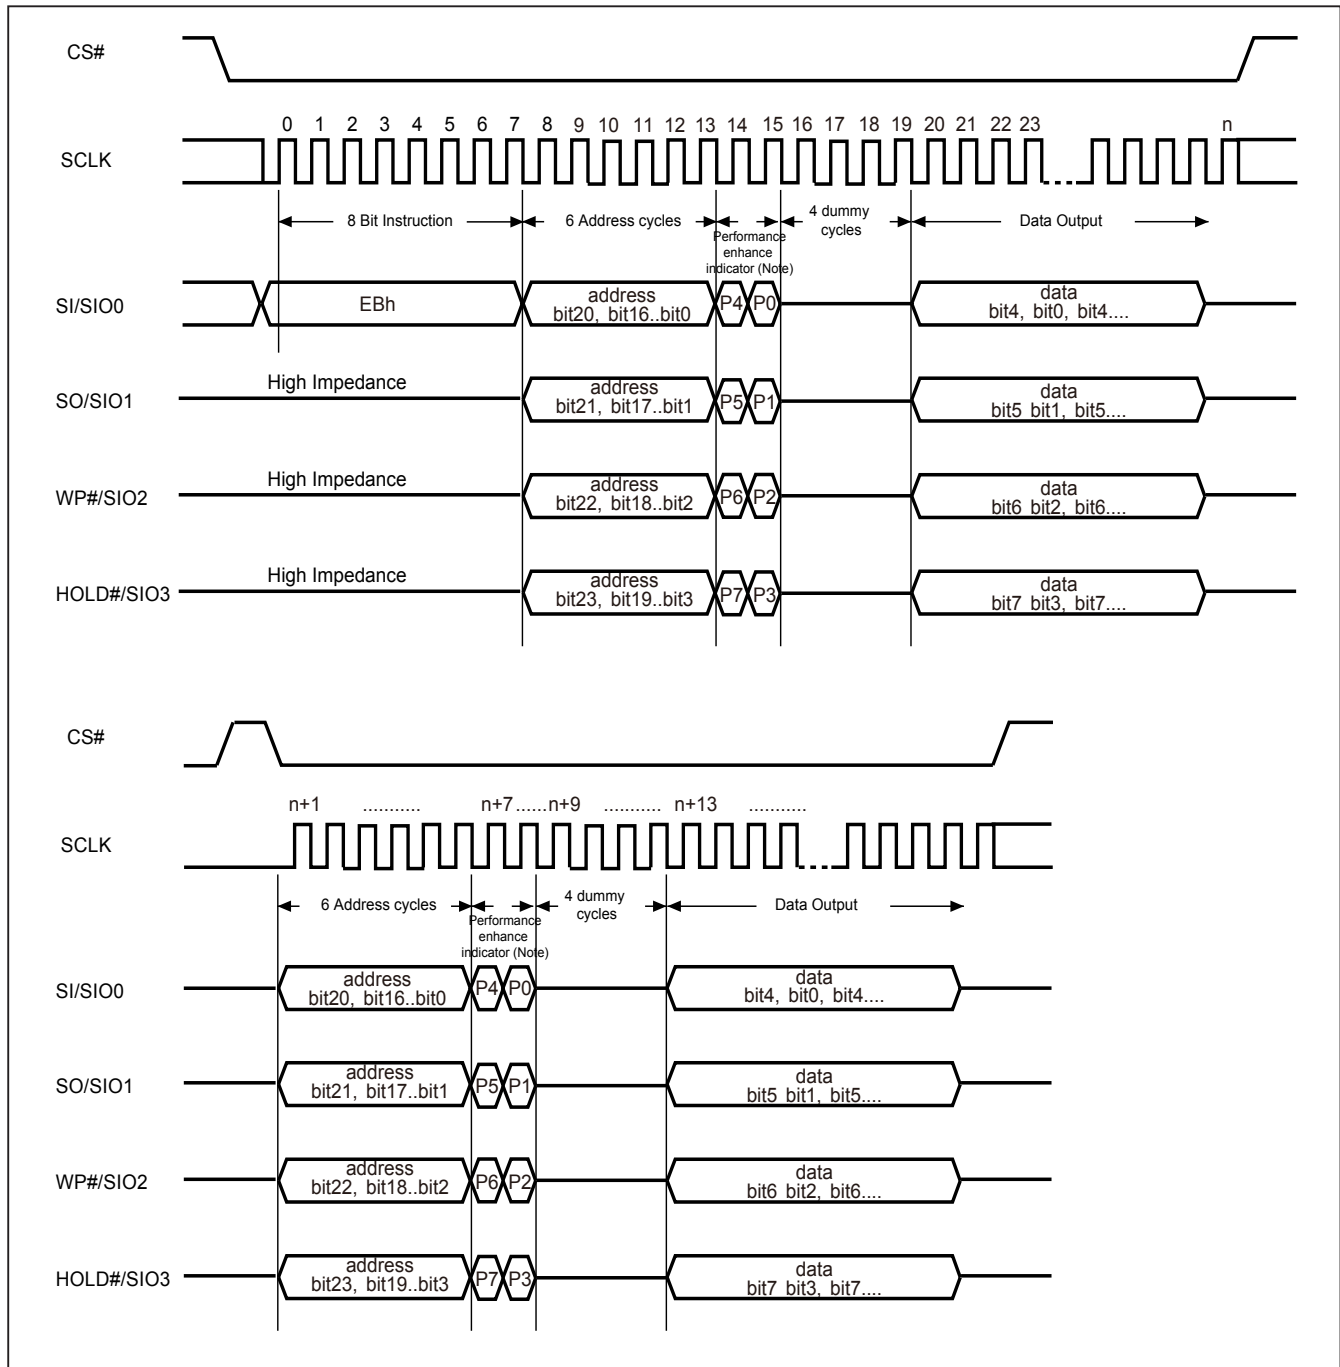 CS#
0 1 2 3 4 5 6 7 8 9 10 11 12 13 14 15 16 17 18 19 20 21 22 23 n
SCLK
8 Bit Instruction 6 Address cycles 4 dummy cycles Data Output
Performance
enhance
indicator (Note)
SI/SIO0 EBh address P4 P0 data
bit20, bit16..bit0 bit4, bit0, bit4....
High Impedance
SO/SIO1 address P5 P1 data
bit21, bit17..bit1 bit5 bit1, bit5....
High Impedance
WP#/SIO2 address P6 P2 data
bit22, bit18..bit2 bit6 bit2, bit6....
High Impedance
HOLD#/SIO3 address P7 P3 data
bit23, bit19..bit3 bit7 bit3, bit7....
CS#
n+1 ........... n+7 ......n+9 ........... n+13 ...........
SCLK
6 Address cycles 4 dummy cycles Data Output
Performance
enhance
indicator (Note)
SI/SIO0 address P4 P0 data
bit20, bit16..bit0 bit4, bit0, bit4....
SO/SIO1 address P5 P1 data
bit21, bit17..bit1 bit5 bit1, bit5....
WP#/SIO2 address P6 P2 data
bit22, bit18..bit2 bit6 bit2, bit6....
HOLD#/SIO3 address P7 P3 data
bit23, bit19..bit3 bit7 bit3, bit7....